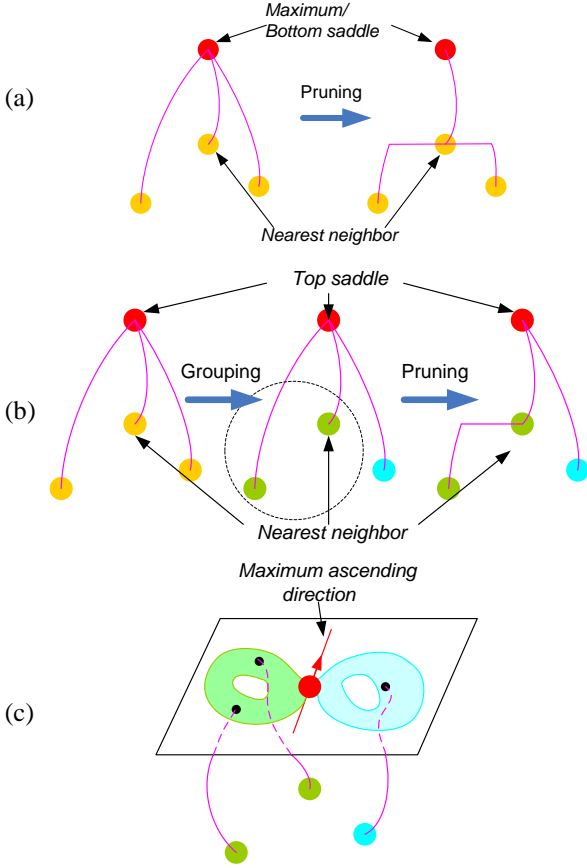 Maximum/
Bottom saddle
(a)
Pruning
Nearest neighbor
Top saddle
Grouping
Pruning
(b)
Nearest neighbor
Maximum ascending
direction
(c)